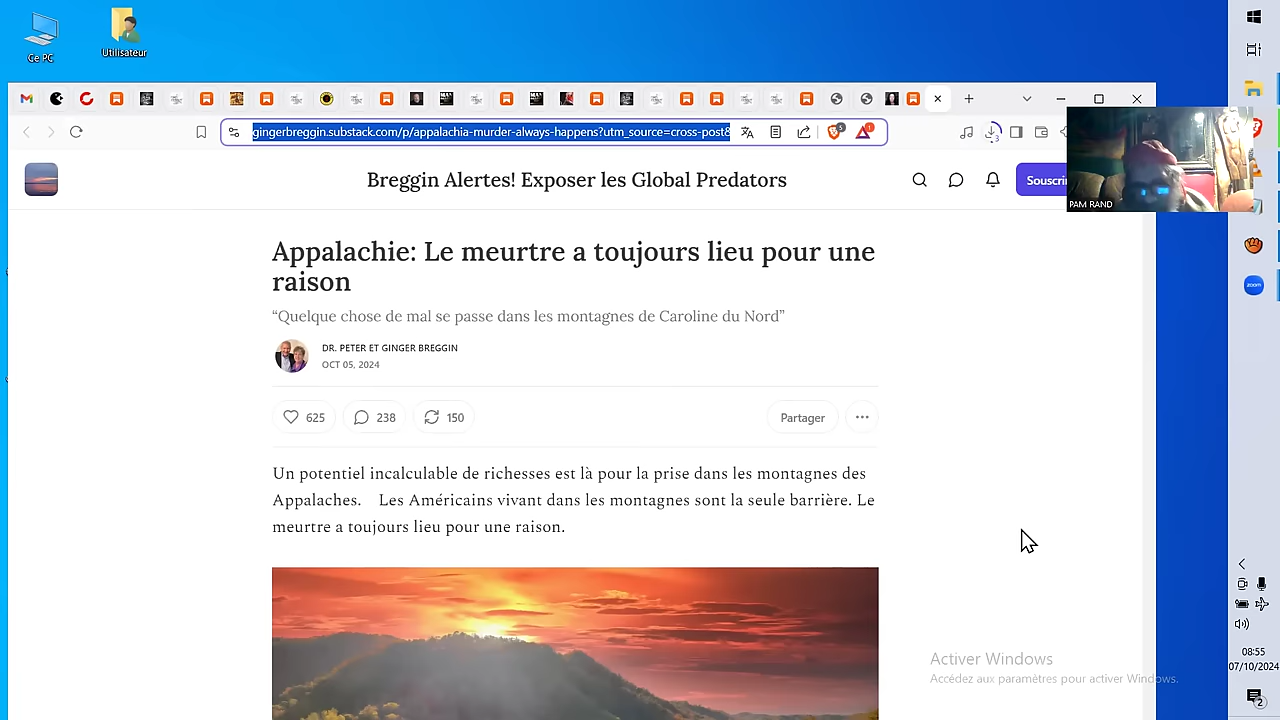 Ce PC
Utilisateur
gingerbreggin.substack.com/p/appalachia-murder-always-happens?utm_source=cross-post&
Breggin Alertes! Exposer les Global Predators
Souscri
PAM RAND
Appalachie: Le meurtre a toujours lieu pour une
raison
“Quelque chose de mal se passe dans les montagnes de Caroline du Nord”
DR. PETER ET GINGER BREGGIN
OCT 05, 2024
625
238
150
Partager
Un potentiel incalculable de richesses est là pour la prise dans les montagnes des
Appalaches. Les Américains vivant dans les montagnes sont la seule barrière. Le
meurtre a toujours lieu pour une raison.
zoom
Activer Windows
Accédez aux paramètres pour activer Windows.
08:55
07/10/2024
2